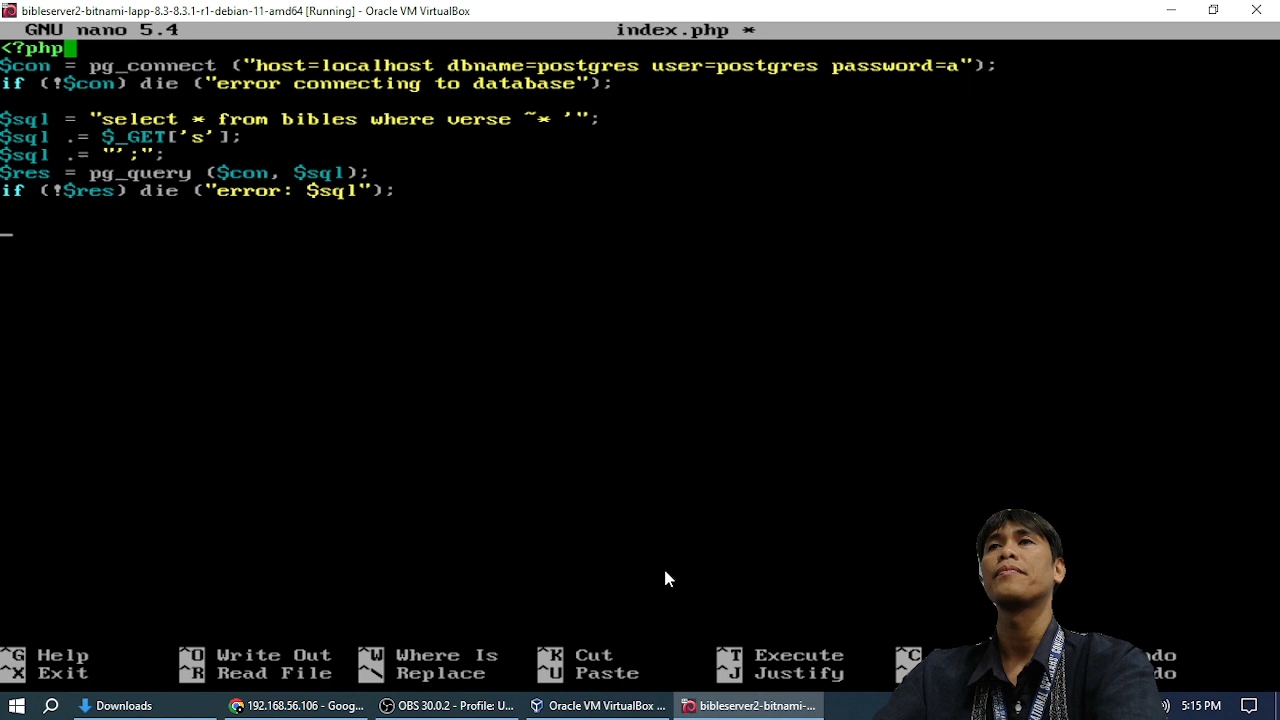 bibleserver2-bitnami-lapp-8.3-8.3.1-r1-debian-11-amd64 [Running] - Oracle VM VirtualBox
GNU nano 5.4 index.php *
<?php
$con = pg_connect ("host=localhost dbname=postgres user=postgres password=a");
if (!$con) die ("error connecting to database");
$sql = "select * from bibles where verse ~* '";
$sql .= $_GET['s'];
$sql .= "';";
$res = pg_query ($con, $sql);
if (!$res) die ("error: $sql");
^G Help ^O Write Out ^W Where Is ^K Cut ^T Execute ^C
^X Exit ^R Read File ^\ Replace ^U Paste ^J Justify
Downloads 192.168.56.106 - Goog... OBS 30.0.2 - Profile: U... Oracle VM VirtualBox ... bibleserver2-bitnami-... 5:15 PM